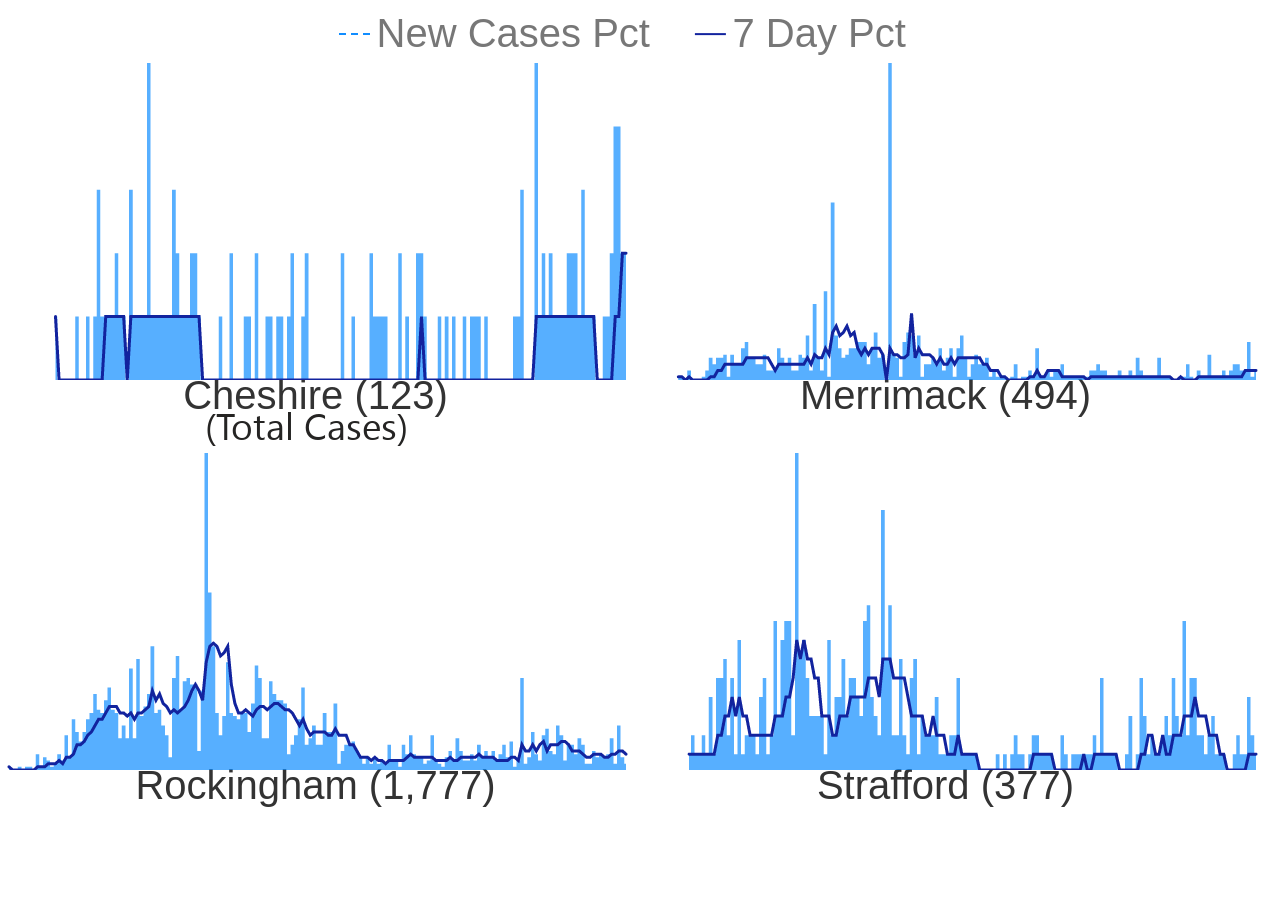 New Cases Pct 7 Day Pct
Cheshire (123) Merrimack (494)
(Total Cases)
Rockingham (1,777) Strafford (377)